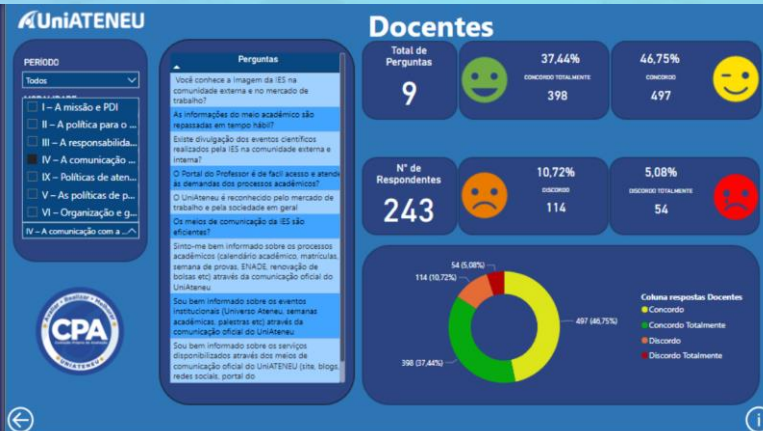 UniATENEU
Docentes
PERÍODO
Todos
I – A missão e PDI
II – A política para o ...
III – A responsabilida...
IV – A comunicação ...
IX – Políticas de aten...
V – As políticas de p...
VI – Organização e g...
IV – A comunicação com a ...
CPA
UNIATENEU
Perguntas
Você conhece a imagem da IES na
comunidade externa e no mercado de
trabalho?
As informações do meio acadêmico são
repassadas em tempo hábil?
Existe divulgação dos eventos científicos
realizados pela IES na comunidade externa e
interna?
O Portal do Professor é de facil acesso e atende
às demandas dos processos acadêmicos?
O UniAteneu é reconhecido pelo mercado de
trabalho e pela sociedade em geral
Os meios de comunicação da IES são
eficientes?
Sinto-me bem informado sobre os processos
acadêmicos (calendário acadêmico, matrículas,
semana de provas, ENADE, renovação de
bolsas etc) através da comunicação oficial do
UniAteneu
Sou bem informado sobre os eventos
institucionais (Universo Ateneu, semanas
acadêmicas, palestras etc) através da
comunicação oficial do UniAteneu
Sou bem informado sobre os serviços
disponibilizados através dos meios de
comunicação oficial do UniATENEU (site, blogs,
redes sociais, portal do
Total de
Perguntas
9
37,44%
CONCORDO TOTALMENTE
398
46,75%
CONCORDO
497
N° de
Respondentes
243
10,72%
DISCORDO
114
5,08%
DISCORDO TOTALMENTE
54
54 (5,08%)
114 (10,72%)
497 (46,75%)
398 (37,44%)
Coluna respostas Docentes
Concordo
Concordo Totalmente
Discordo
Discordo Totalmente